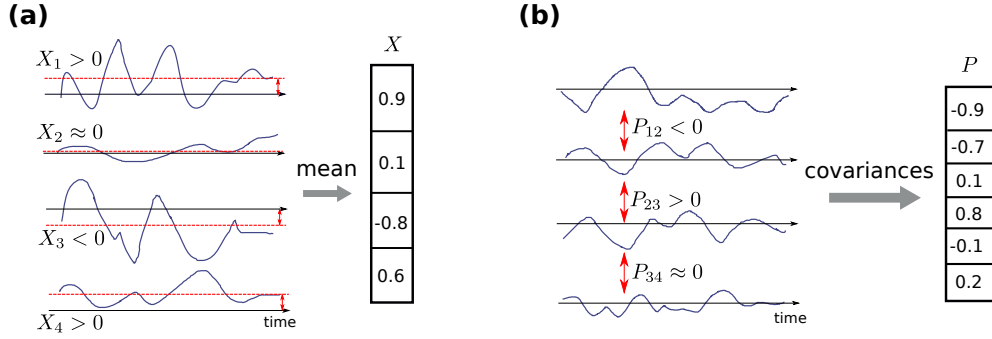 (a)
X₁ > 0
X₂ ≈ 0
X₃ < 0
X₄ > 0
time
mean
X
0.9
0.1
-0.8
0.6
(b)
P₁₂ < 0
P₂₃ > 0
P₃₄ ≈ 0
time
covariances
P
-0.9
-0.7
0.1
0.8
-0.1
0.2